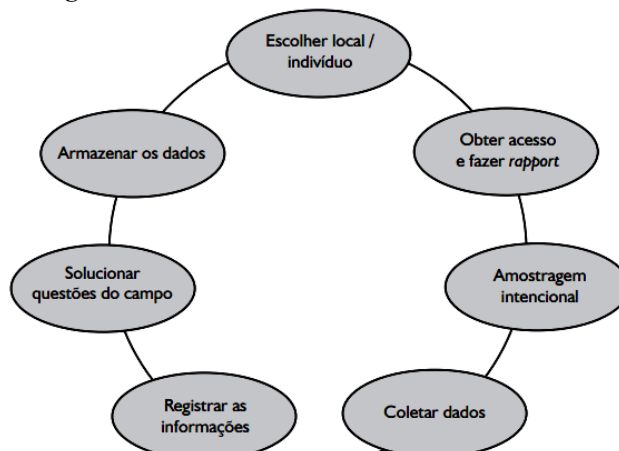 Escolher local /
indivíduo
Obter acesso
e fazer rapport
Amostragem
intencional
Coletar dados
Registrar as
informações
Solucionar
questões do campo
Armazenar os dados